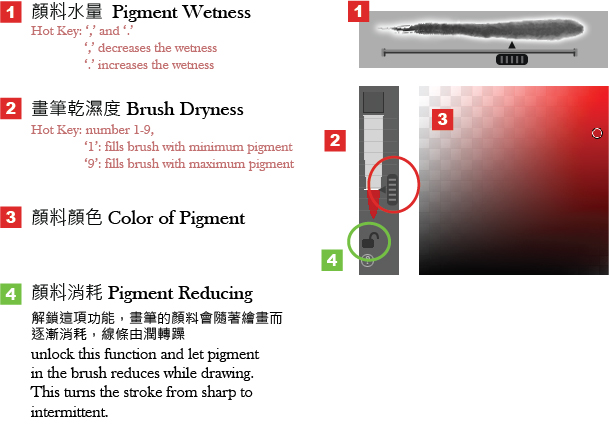 1 顏料水量 Pigment Wetness
Hot Key: ‘,’ and ‘.’
‘,’ decreases the wetness
‘.’ increases the wetness
2 畫筆乾濕度 Brush Dryness
Hot Key: number 1-9,
‘1’: fills brush with minimum pigment
‘9’: fills brush with maximum pigment
3 顏料顏色 Color of Pigment
4 顏料消耗 Pigment Reducing
解鎖這項功能，畫筆的顏料會隨著繪畫而
逐漸消耗，線條由潤轉躁
unlock this function and let pigment
in the brush reduces while drawing.
This turns the stroke from sharp to
intermittent.
1
2
3
4
?